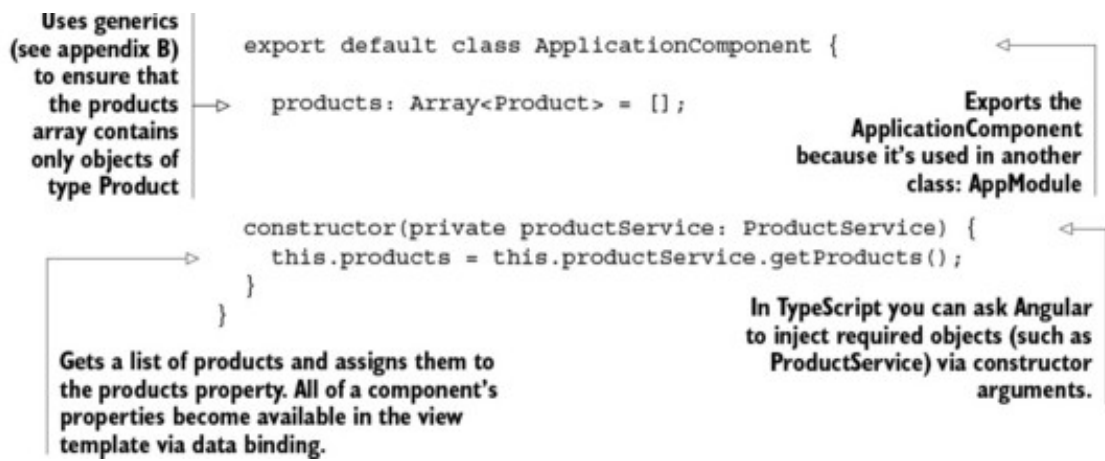 Uses generics
(see appendix B)
to ensure that
the products
array contains
only objects of
type Product
export default class ApplicationComponent {
products: Array<Product> = [];
Exports the
ApplicationComponent
because it's used in another
class: AppModule
constructor(private productService: ProductService) {
this.products = this.productService.getProducts();
}
}
In TypeScript you can ask Angular
to inject required objects (such as
ProductService) via constructor
arguments.
Gets a list of products and assigns them to
the products property. All of a component's
properties become available in the view
template via data binding.